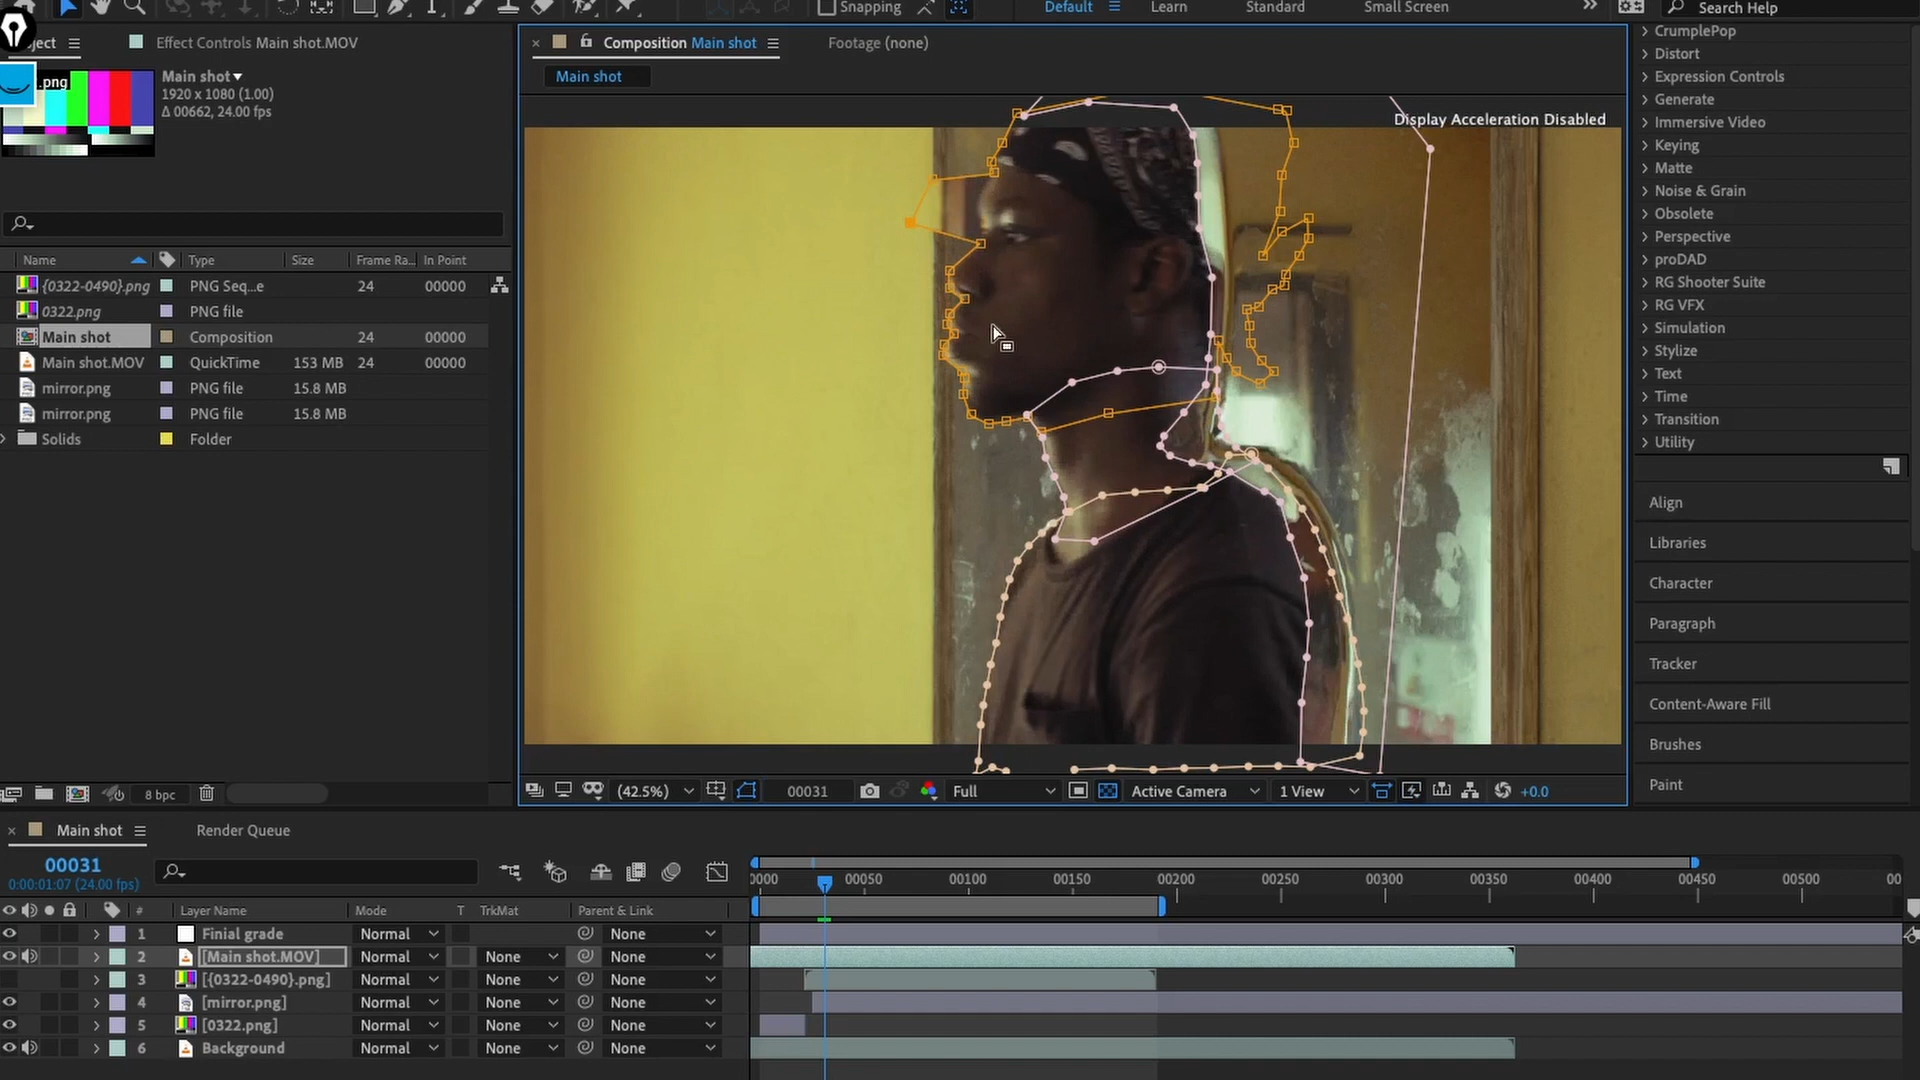 Snapping
Default
Learn
Standard
Small Screen
Search Help
ject
Effect Controls Main shot.MOV
Composition Main shot
Footage (none)
.png
Main shot
1920 x 1080 (1.00)
Δ 00662, 24.00 fps
Main shot
Display Acceleration Disabled
CrumplePop
Distort
Expression Controls
Generate
Immersive Video
Keying
Matte
Noise & Grain
Obsolete
Perspective
proDAD
RG Shooter Suite
RG VFX
Simulation
Stylize
Text
Time
Transition
Utility
Align
Libraries
Character
Paragraph
Tracker
Content-Aware Fill
Brushes
Paint
Name Type Size Frame Ra... In Point
{0322-0490}.png PNG Seq...e 24 00000
0322.png PNG file
Main shot Composition 24 00000
Main shot.MOV QuickTime 153 MB 24 00000
mirror.png PNG file 15.8 MB
mirror.png PNG file 15.8 MB
Solids Folder
8 bpc
(42.5%) 00031 Full Active Camera 1 View +0.0
Main shot Render Queue
00031
0:00:01:07 (24.00 fps)
0000 00050 00100 00150 00200 00250 00300 00350 00400 00450 00500 00
# Layer Name Mode T TrkMat Parent & Link
1 Finial grade Normal None
2 [Main shot.MOV] Normal None None
3 [{0322-0490}.png] Normal None None
4 [mirror.png] Normal None None
5 [0322.png] Normal None None
6 Background Normal None None